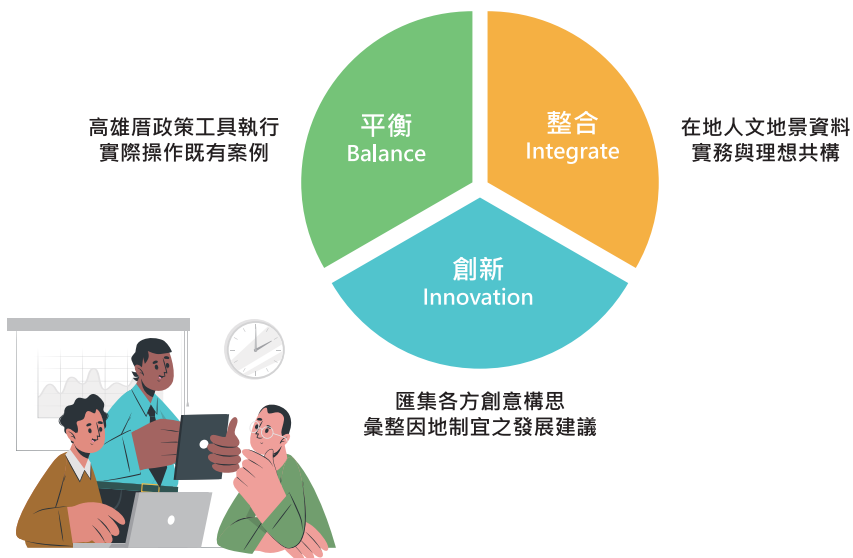 高雄厝政策工具執行
實際操作既有案例
平衡
Balance
整合
Integrate
在地人文地景資料
實務與理想共構
創新
Innovation
匯集各方創意構思
彙整因地制宜之發展建議